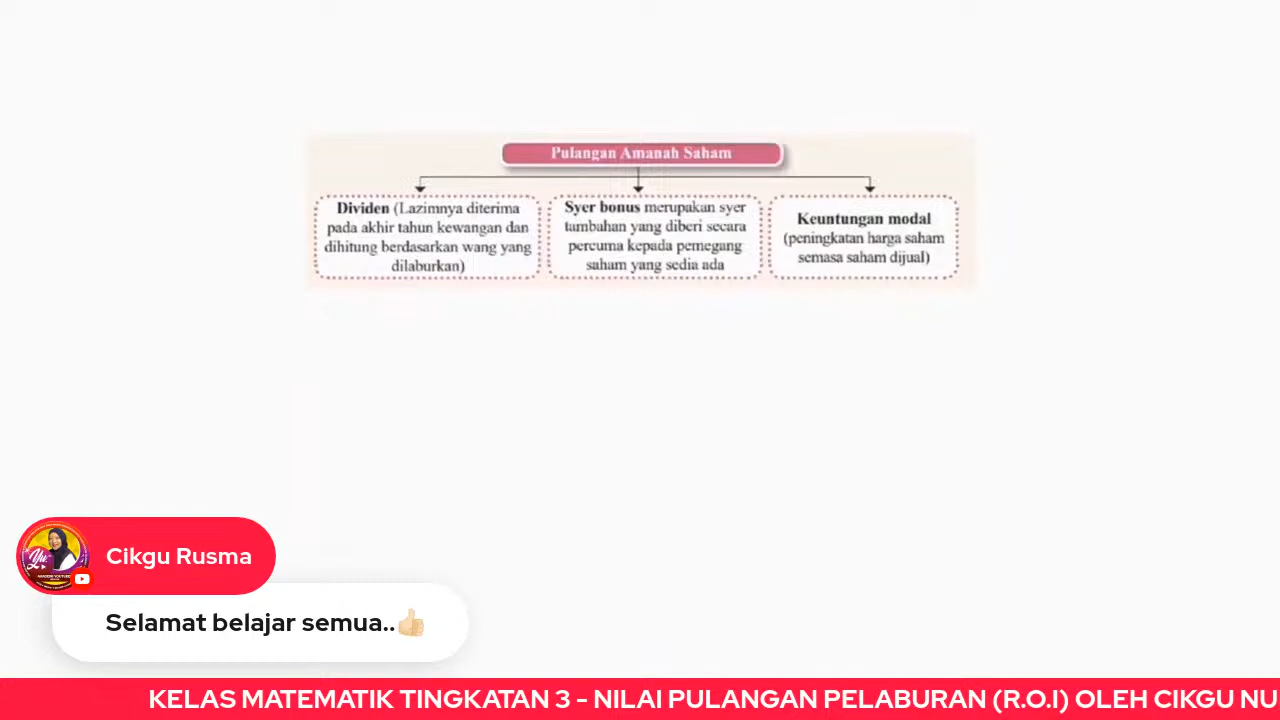 Pulangan Amanah Saham
Dividen (Lazimnya diterima
pada akhir tahun kewangan dan
dihitung berdasarkan wang yang
dilaburkan)
Syer bonus merupakan syer
tambahan yang diberi secara
percuma kepada pemegang
saham yang sedia ada
Keuntungan modal
(peningkatan harga saham
semasa saham dijual)
Cikgu Rusma
Selamat belajar semua..👍🏼
KELAS MATEMATIK TINGKATAN 3 - NILAI PULANGAN PELABURAN (R.O.I) OLEH CIKGU NU